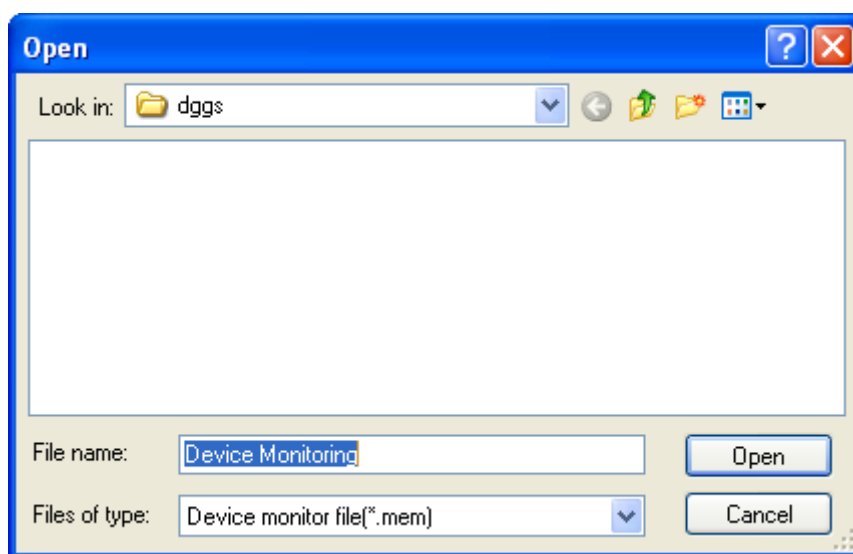 Open
Look in: dggs
File name: Device Monitoring Open
Files of type: Device monitor file(*.mem) Cancel